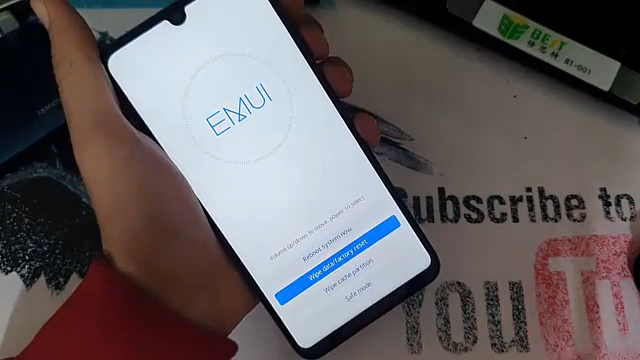 EMUI
Volume up/down to move, power to select
Reboot system now
Wipe data/factory reset
Wipe cache partition
Safe mode
BEST
BT-001
ubscribe to
YouTu